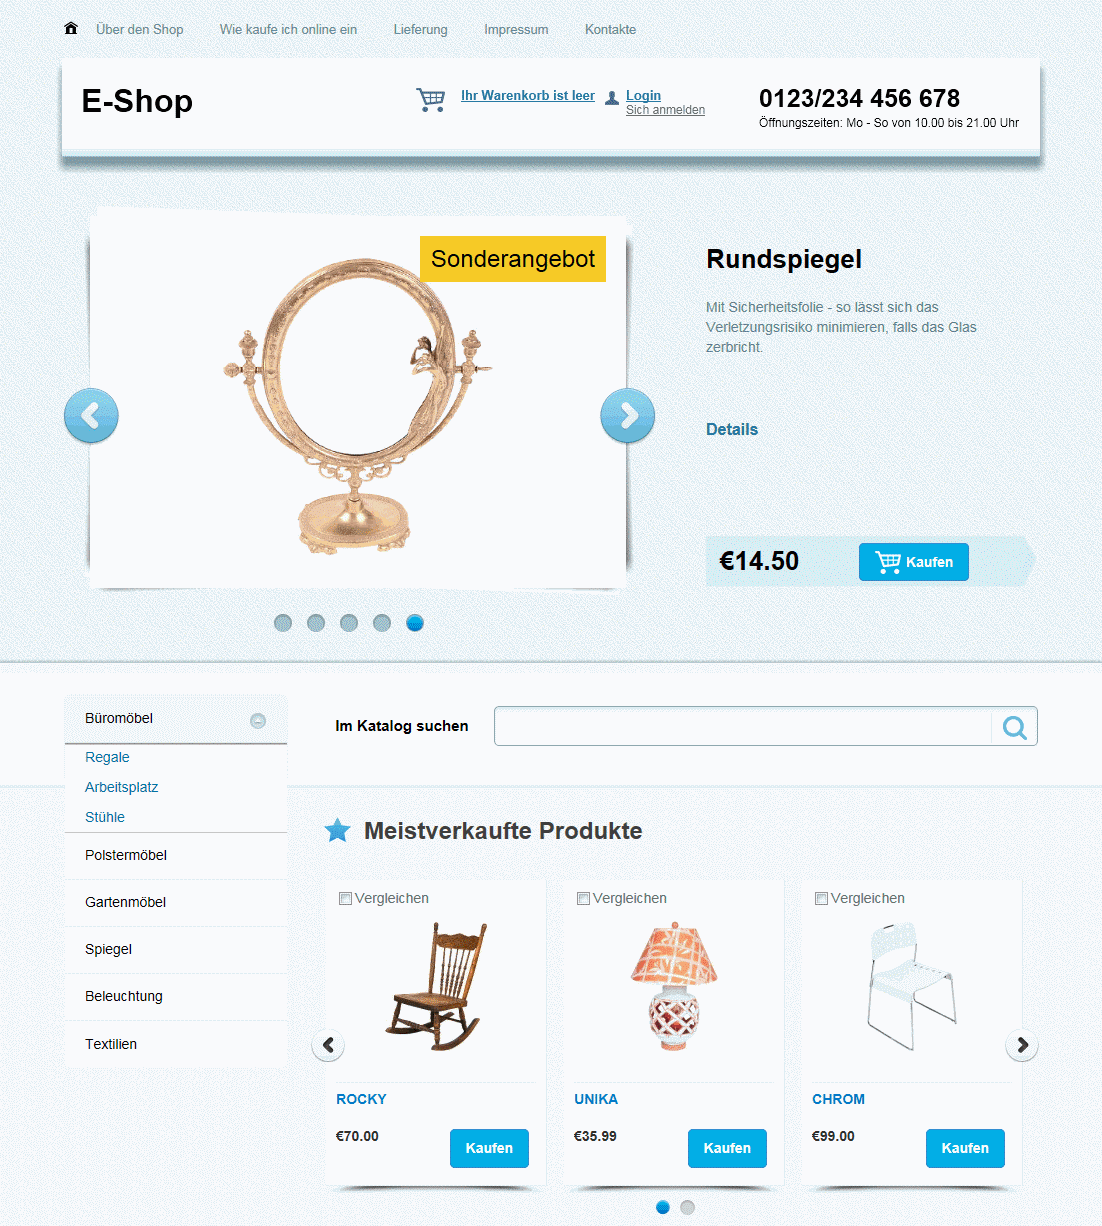 Über den Shop
Wie kaufe ich online ein
Lieferung
Impressum
Kontakte
E-Shop
Ihr Warenkorb ist leer
Login
Sich anmelden
0123/234 456 678
Öffnungszeiten: Mo - So von 10.00 bis 21.00 Uhr
Sonderangebot
Rundspiegel
Mit Sicherheitsfolie - so lässt sich das
Verletzungsrisiko minimieren, falls das Glas
zerbricht.
Details
€14.50
Kaufen
Büromöbel
Regale
Arbeitsplatz
Stühle
Polstermöbel
Gartenmöbel
Spiegel
Beleuchtung
Textilien
Im Katalog suchen
Meistverkaufte Produkte
Vergleichen
ROCKY
€70.00
Kaufen
Vergleichen
UNIKA
€35.99
Kaufen
Vergleichen
CHROM
€99.00
Kaufen